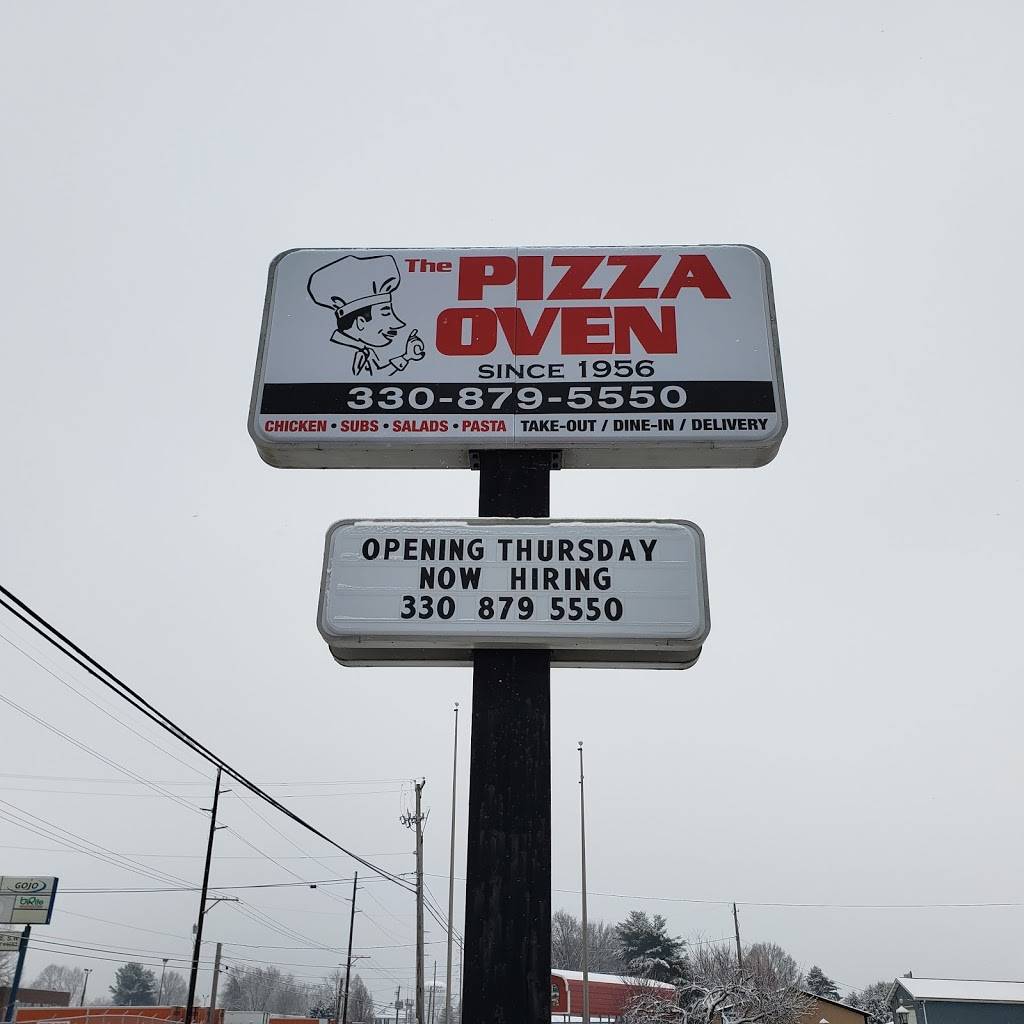 The PIZZA
OVEN
SINCE 1956
330-879-5550
CHICKEN • SUBS • SALADS • PASTA TAKE-OUT / DINE-IN / DELIVERY
OPENING THURSDAY
NOW HIRING
330 879 5550
GOJO